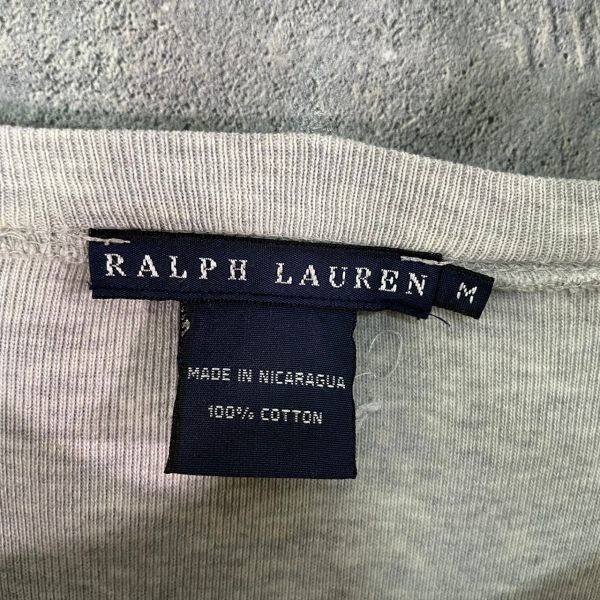 RALPH LAUREN
M
MADE IN NICARAGUA
100% COTTON